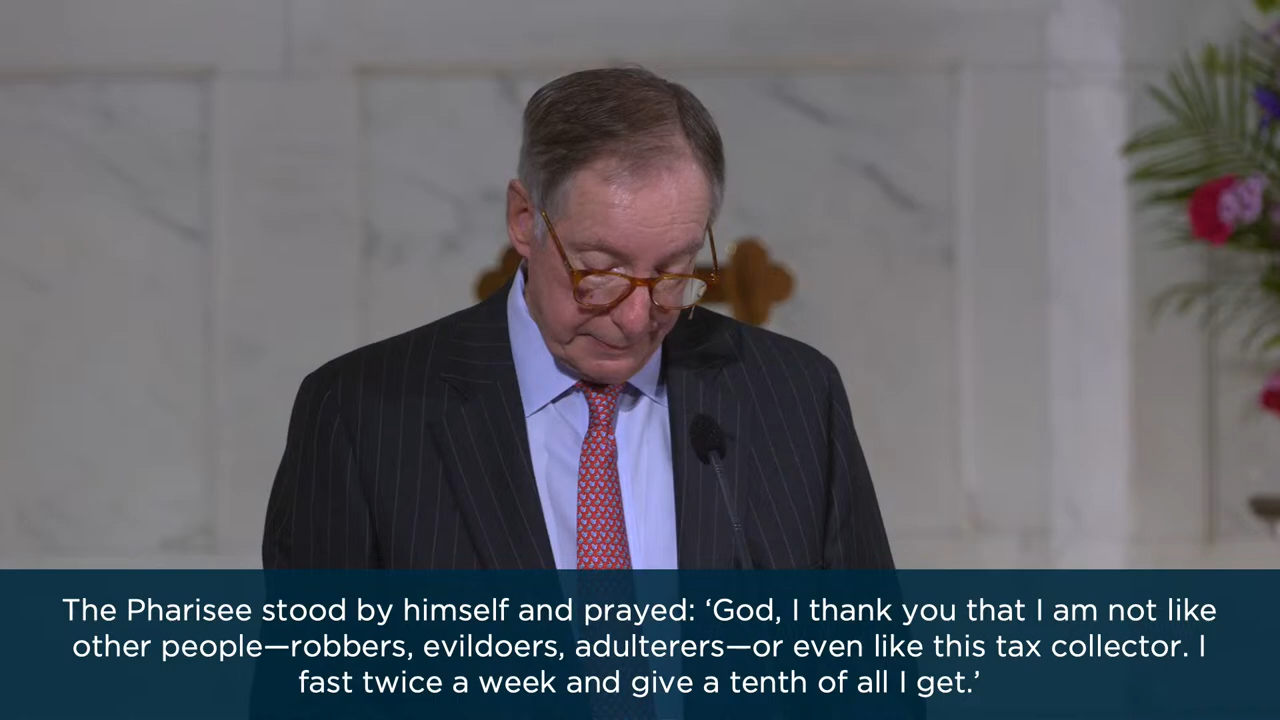 The Pharisee stood by himself and prayed: ‘God, I thank you that I am not like
other people—robbers, evildoers, adulterers—or even like this tax collector. I
fast twice a week and give a tenth of all I get.’